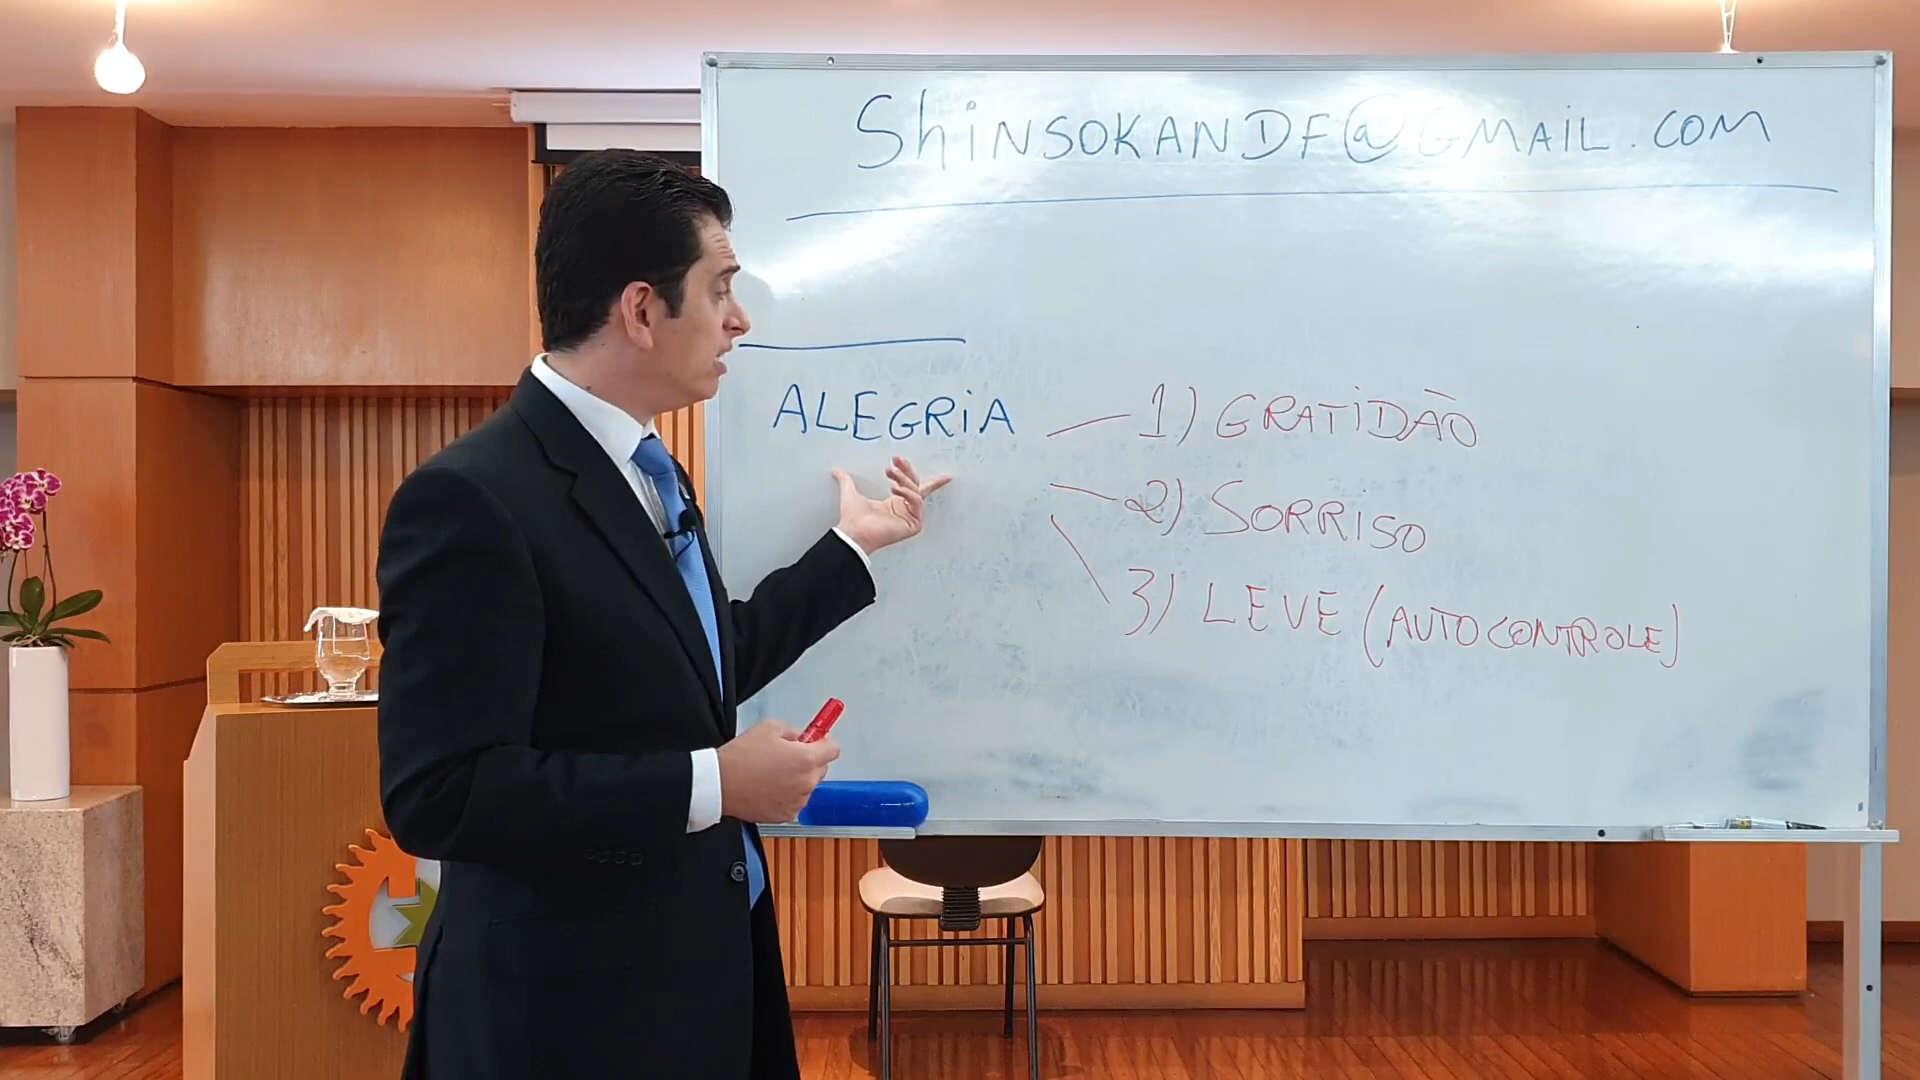 ShiNSOKANDF@GMAiL.COM
ALEGRiA
1) GRATiDÃO
2) SORRiSO
3) LEVE (AUTOCONTROLE)